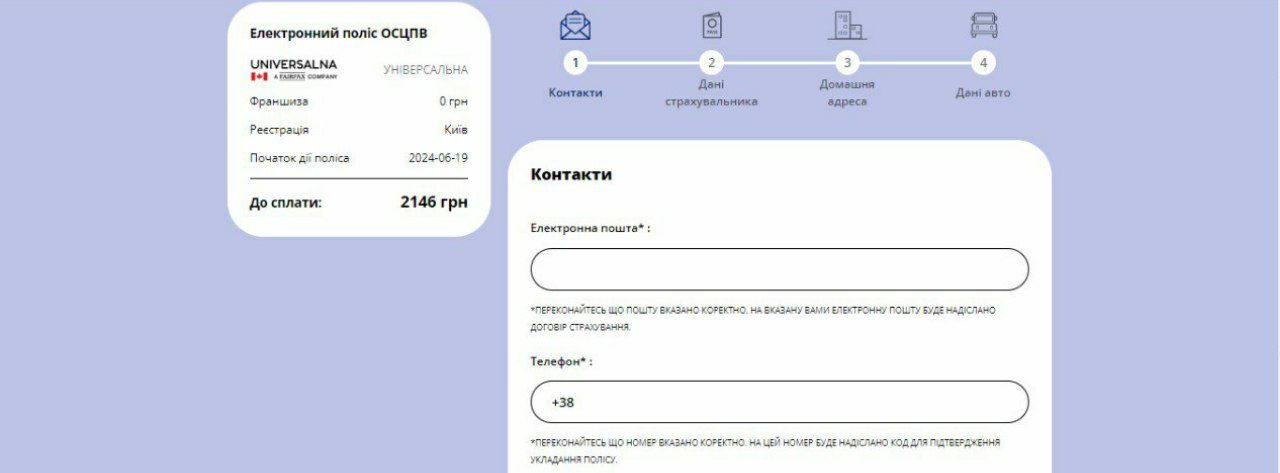 Електронний поліс ОСЦПВ
UNIVERSALNA
A FAIRFAX COMPANY
УНІВЕРСАЛЬНА
Франшиза 0 грн
Реєстрація Київ
Початок дії поліса 2024-06-19
До сплати: 2146 грн
1 2 3 4
Контакти
Дані
страхувальника
Домашня
адреса
Дані авто
Контакти
Електронна пошта* :
*ПЕРЕКОНАЙТЕСЬ ЩО ПОШТУ ВКАЗАНО КОРЕКТНО. НА ВКАЗАНУ ВАМИ ЕЛЕКТРОННУ ПОШТУ БУДЕ НАДІСЛАНО
ДОГОВІР СТРАХУВАННЯ.
Телефон* :
+38
*ПЕРЕКОНАЙТЕСЬ ЩО НОМЕР ВКАЗАНО КОРЕКТНО. НА ЦЕЙ НОМЕР БУДЕ НАДІСЛАНО КОД ДЛЯ ПІДТВЕРДЖЕННЯ
УКЛАДАННЯ ПОЛІСУ.